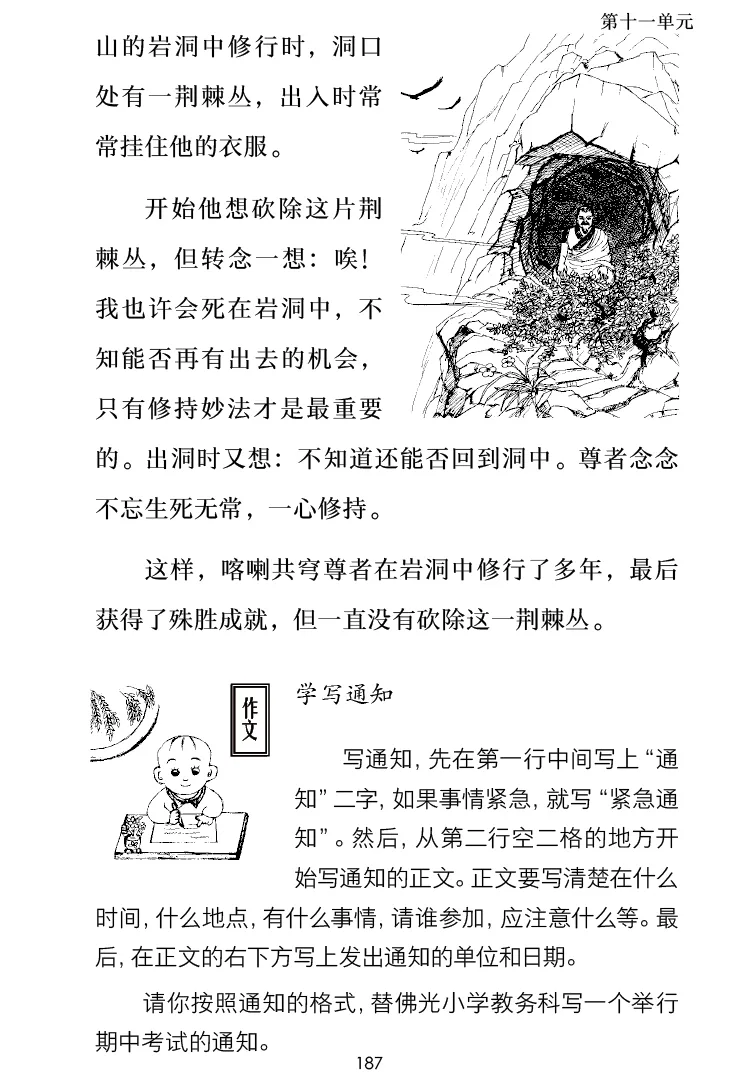 第十一单元
山的岩洞中修行时，洞口
处有一荆棘丛，出入时常
常挂住他的衣服。
开始他想砍除这片荆
棘丛，但转念一想：唉！
我也许会死在岩洞中，不
知能否再有出去的机会，
只有修持妙法才是最重要
的。出洞时又想：不知道还能否回到洞中。尊者念念
不忘生死无常，一心修持。
这样，喀喇共穹尊者在岩洞中修行了多年，最后
获得了殊胜成就，但一直没有砍除这一荆棘丛。
作文
学写通知
写通知，先在第一行中间写上“通
知”二字，如果事情紧急，就写“紧急通
知”。然后，从第二行空二格的地方开
始写通知的正文。正文要写清楚在什么
时间，什么地点，有什么事情，请谁参加，应注意什么等。最
后，在正文的右下方写上发出通知的单位和日期。
请你按照通知的格式，替佛光小学教务科写一个举行
期中考试的通知。
187